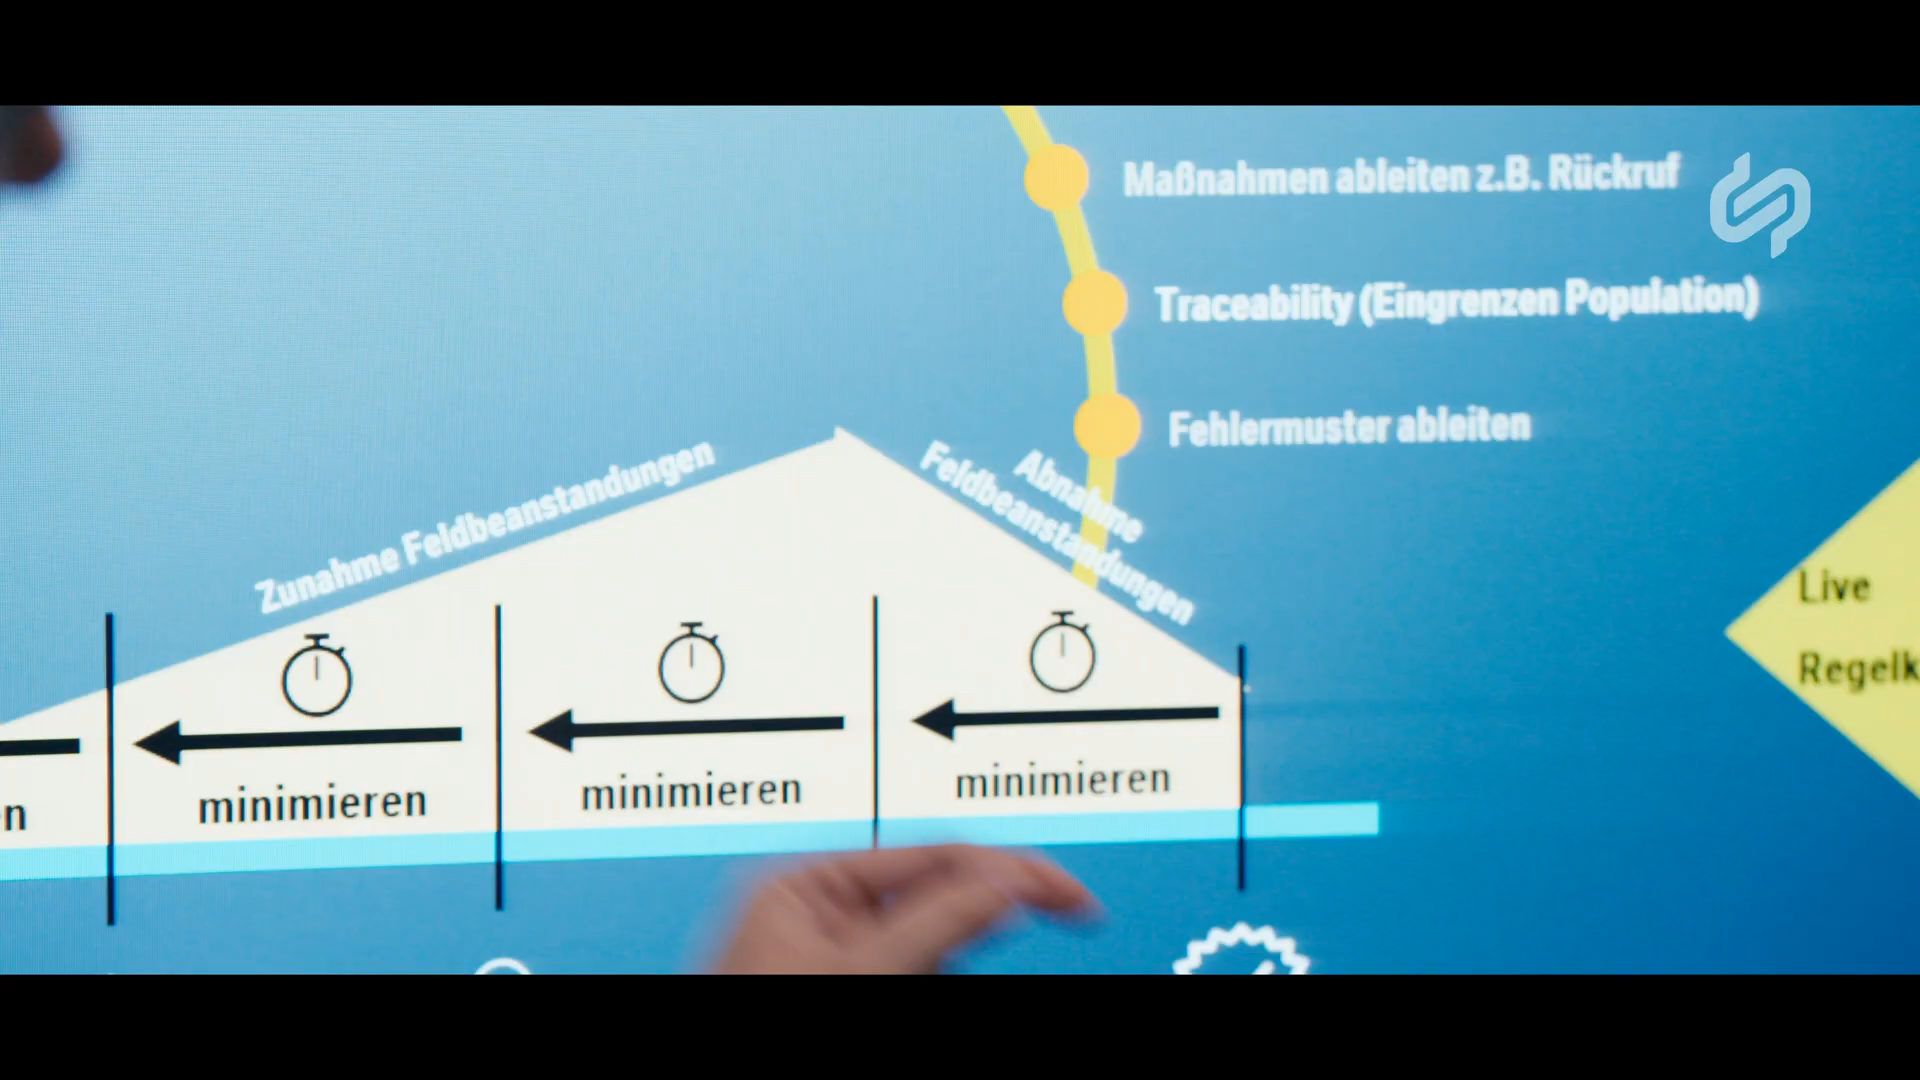 Maßnahmen ableiten z.B. Rückruf
Traceability (Eingrenzen Population)
Fehlermuster ableiten
Zunahme Feldbeanstandungen
Abnahme
Feldbeanstandungen
Live
minimieren
minimieren
minimieren